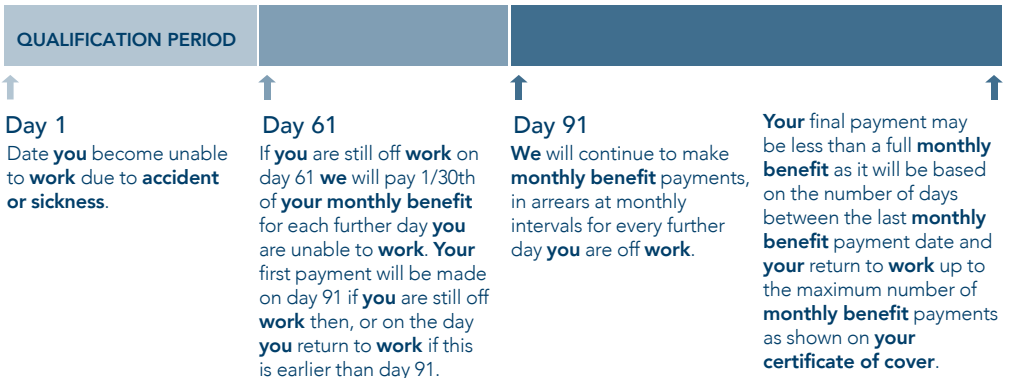 QUALIFICATION PERIOD
Day 1
Date you become unable
to work due to accident
or sickness.
Day 61
If you are still off work on
day 61 we will pay 1/30th
of your monthly benefit
for each further day you
are unable to work. Your
first payment will be made
on day 91 if you are still off
work then, or on the day
you return to work if this
is earlier than day 91.
Day 91
We will continue to make
monthly benefit payments,
in arrears at monthly
intervals for every further
day you are off work.
Your final payment may
be less than a full monthly
benefit as it will be based
on the number of days
between the last monthly
benefit payment date and
your return to work up to
the maximum number of
monthly benefit payments
as shown on your
certificate of cover.